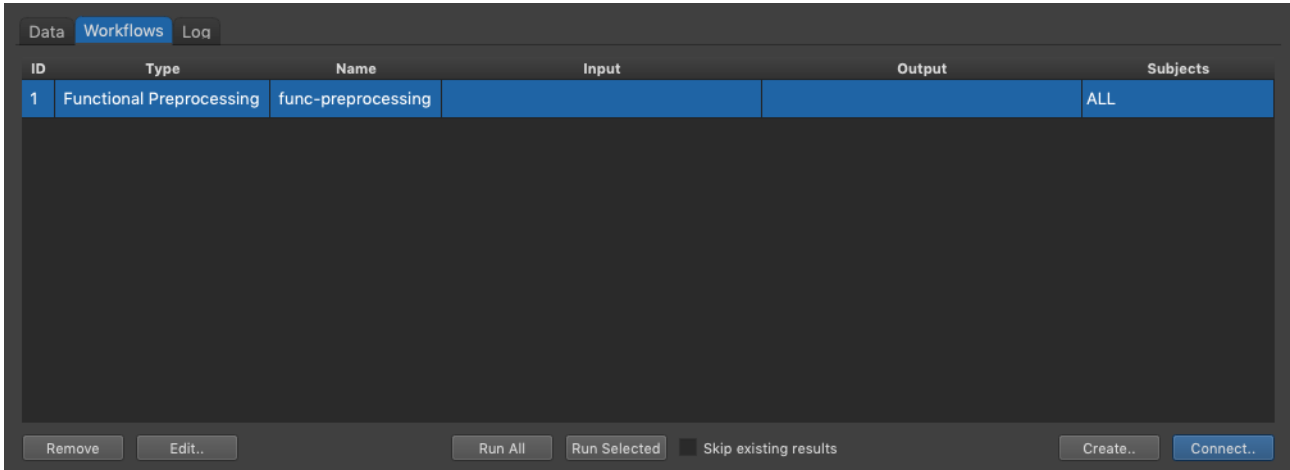 Data Workflows Log
ID Type Name Input Output Subjects
1 Functional Preprocessing func-preprocessing ALL
Remove Edit.. Run All Run Selected Skip existing results Create.. Connect..